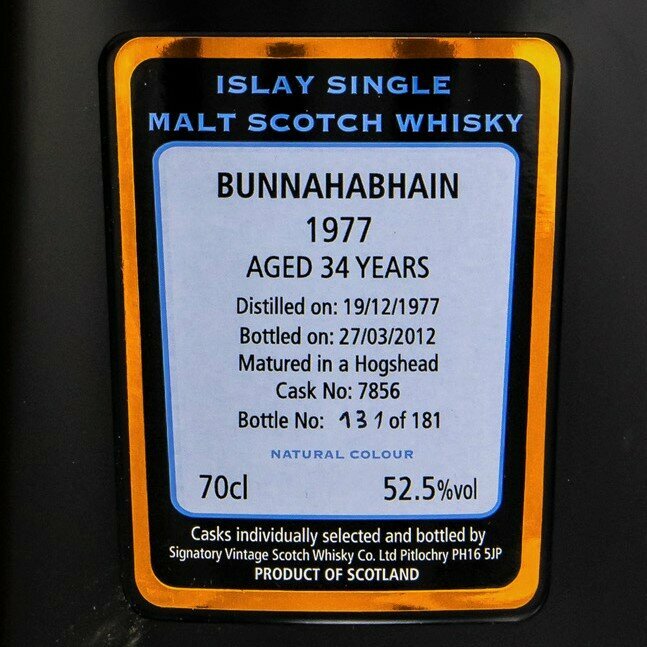 ISLAY SINGLE
MALT SCOTCH WHISKY
BUNNAHABHAIN
1977
AGED 34 YEARS
Distilled on: 19/12/1977
Bottled on: 27/03/2012
Matured in a Hogshead
Cask No: 7856
Bottle No: 131 of 181
NATURAL COLOUR
70cl 52.5%vol
Casks individually selected and bottled by
Signatory Vintage Scotch Whisky Co. Ltd Pitlochry PH16 5JP
PRODUCT OF SCOTLAND